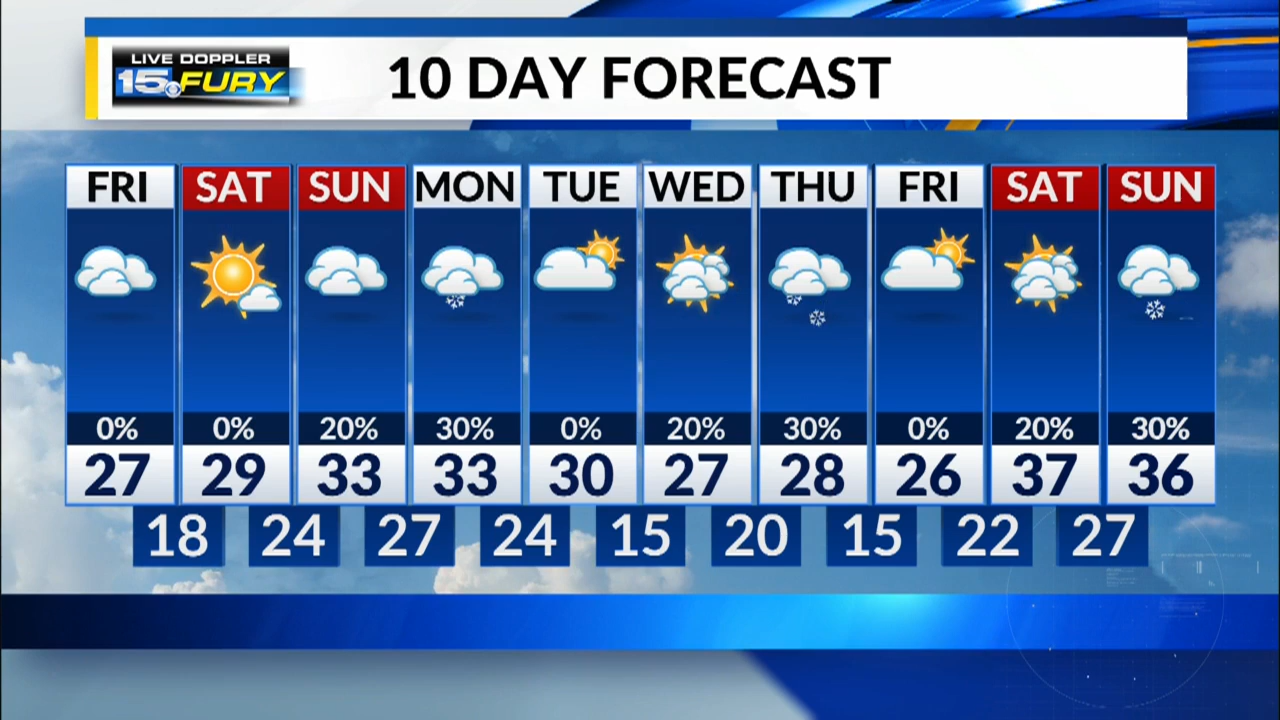 LIVE DOPPLER
15 FURY
10 DAY FORECAST
FRI SAT SUN MON TUE WED THU FRI SAT SUN
0% 0% 20% 30% 0% 20% 30% 0% 20% 30%
27 29 33 33 30 27 28 26 37 36
18 24 27 24 15 20 15 22 27